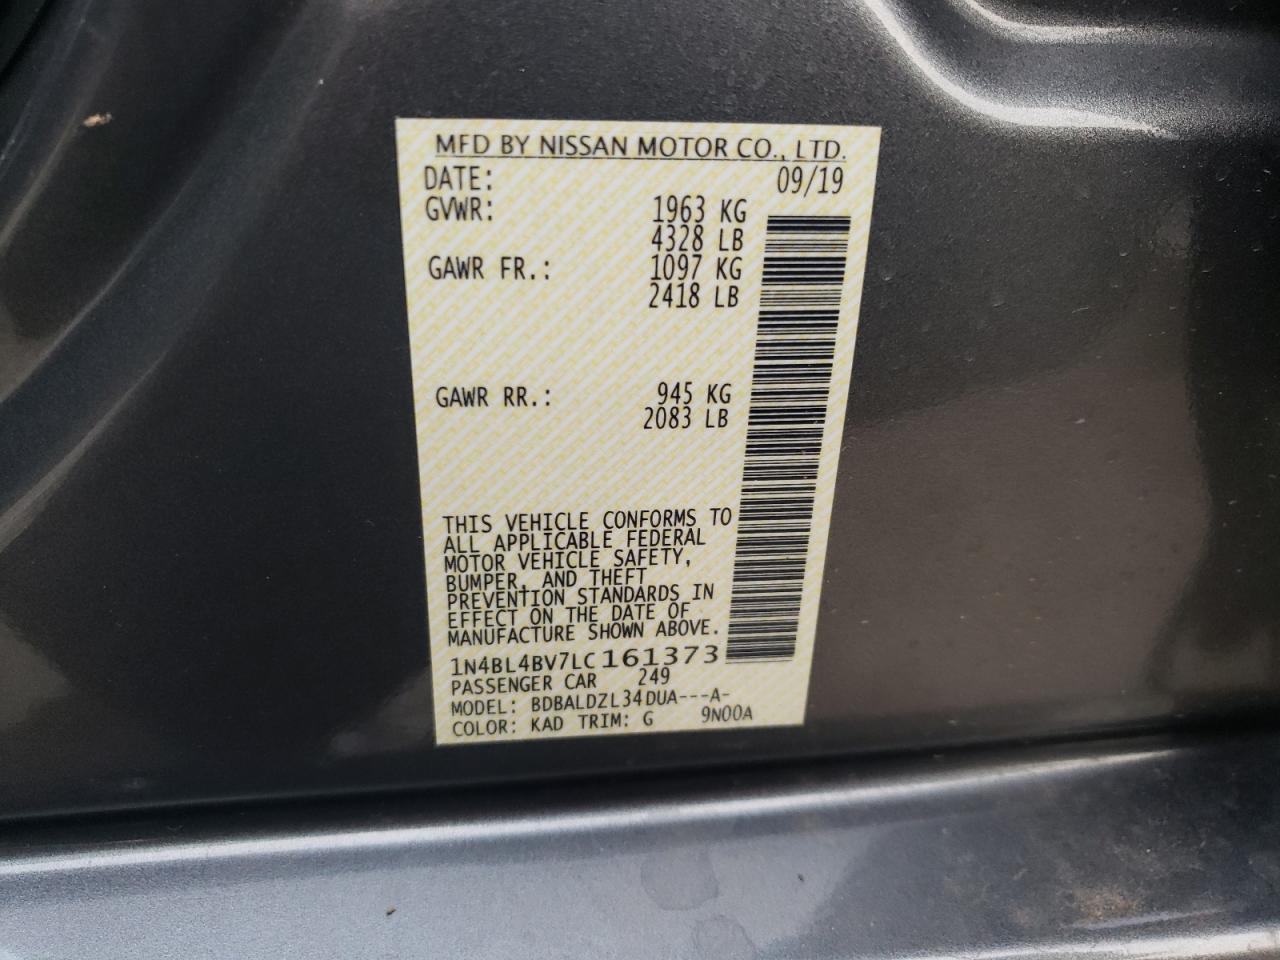 MFD BY NISSAN MOTOR CO., LTD.
DATE: 09/19
GVWR: 1963 KG
4328 LB
GAWR FR.: 1097 KG
2418 LB
GAWR RR.: 945 KG
2083 LB
THIS VEHICLE CONFORMS TO
ALL APPLICABLE FEDERAL
MOTOR VEHICLE SAFETY,
BUMPER, AND THEFT
PREVENTION STANDARDS IN
EFFECT ON THE DATE OF
MANUFACTURE SHOWN ABOVE.
1N4BL4BV7LC161373
PASSENGER CAR 249
MODEL: BDBALDZL34DUA---A-
COLOR: KAD TRIM: G 9N00A